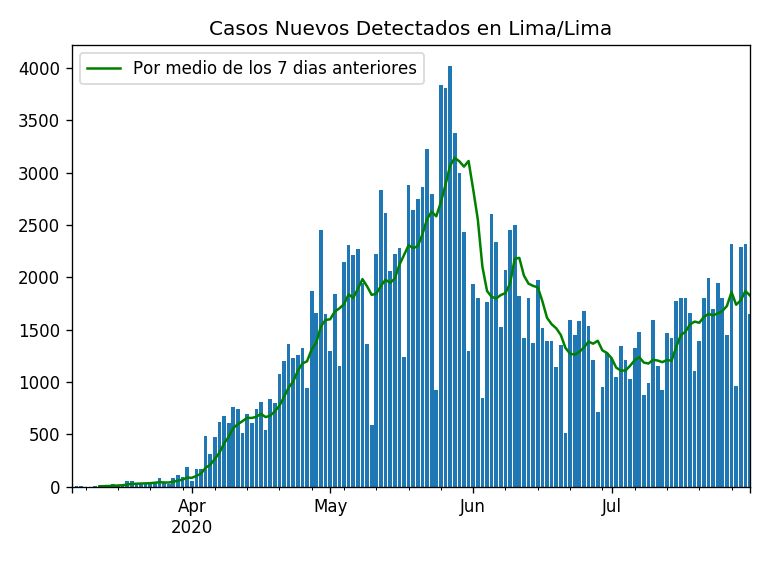 Casos Nuevos Detectados en Lima/Lima
Por medio de los 7 dias anteriores
4000
3500
3000
2500
2000
1500
1000
500
0
Apr
2020
May
Jun
Jul